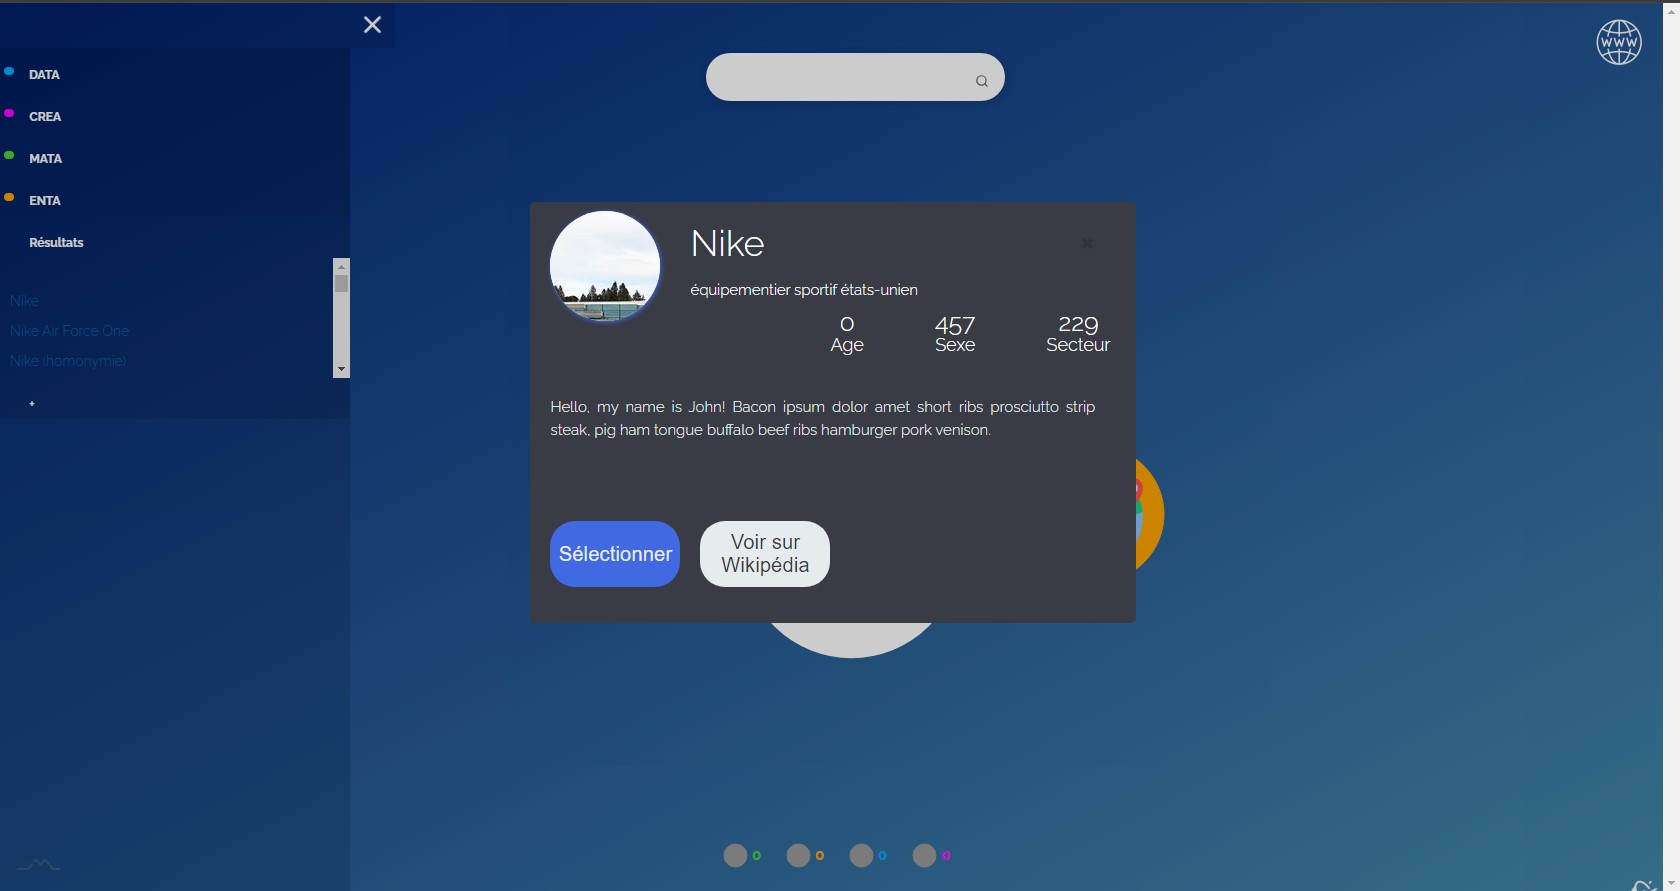 WWW
DATA
CREA
MATA
ENTA
Résultats
Nike
Nike Air Force One
Nike (homonymie)
+
Nike
équipementier sportif états-unien
0 457 229
Age Sexe Secteur
Hello, my name is John! Bacon ipsum dolor amet short ribs prosciutto strip
steak, pig ham tongue buffalo beef ribs hamburger pork venison.
Sélectionner
Voir sur
Wikipédia
0 0 0 0